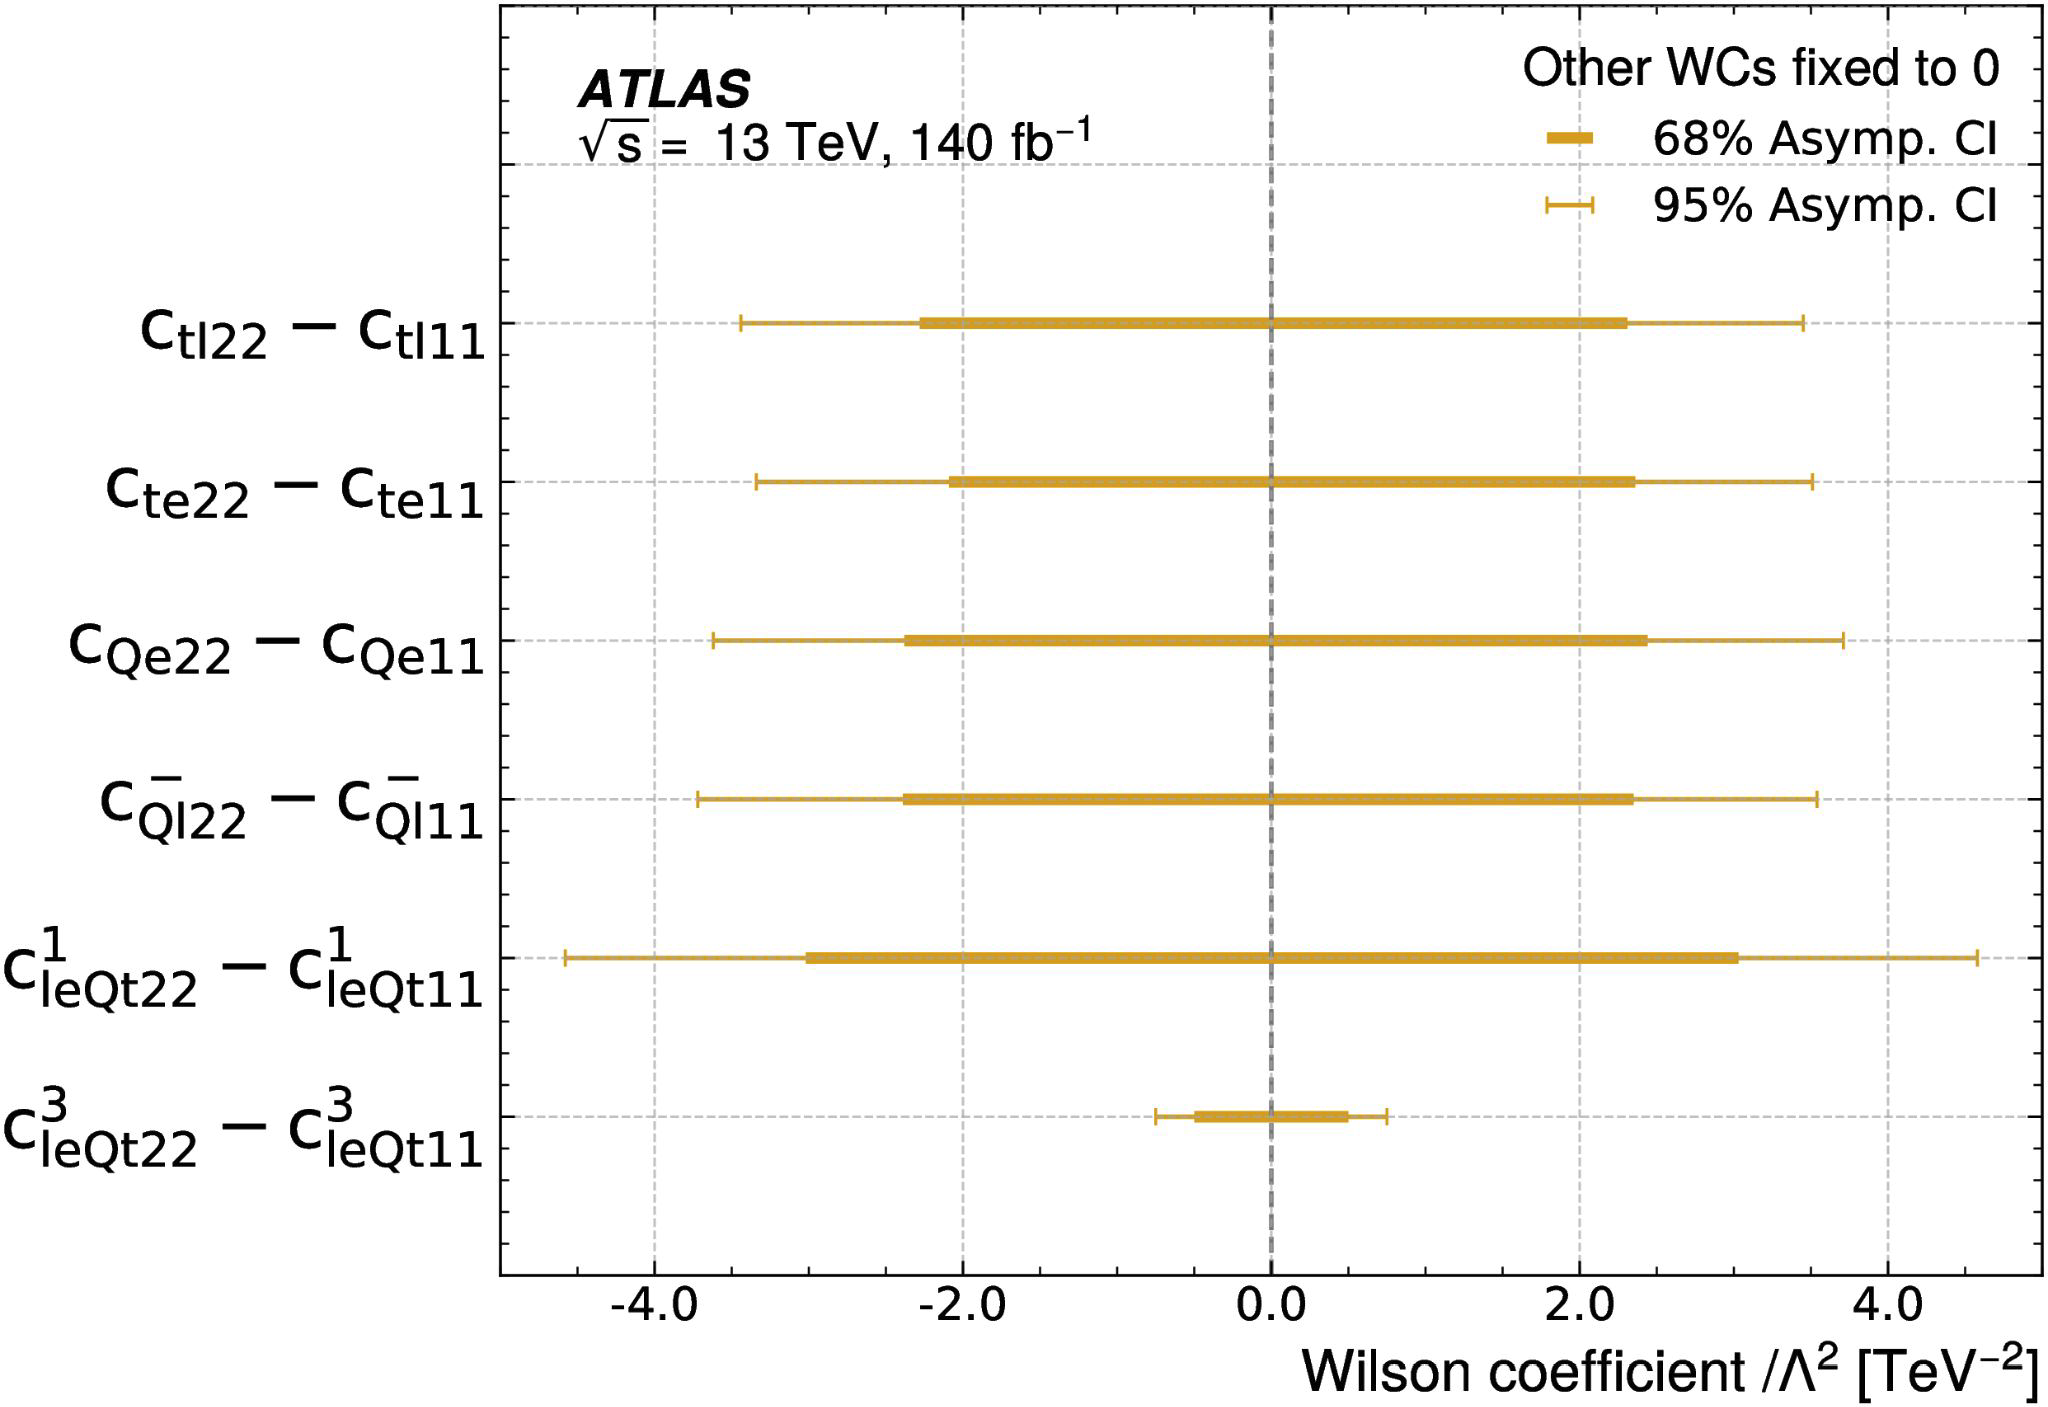 ATLAS
√s = 13 TeV, 140 fb⁻¹
Other WCs fixed to 0
68% Asymp. CI
95% Asymp. CI
c_tl22 − c_tl11
c_te22 − c_te11
c_Qe22 − c_Qe11
c⁻_Ql22 − c⁻_Ql11
c¹_leQt22 − c¹_leQt11
c³_leQt22 − c³_leQt11
-4.0 -2.0 0.0 2.0 4.0
Wilson coefficient /Λ² [TeV⁻²]